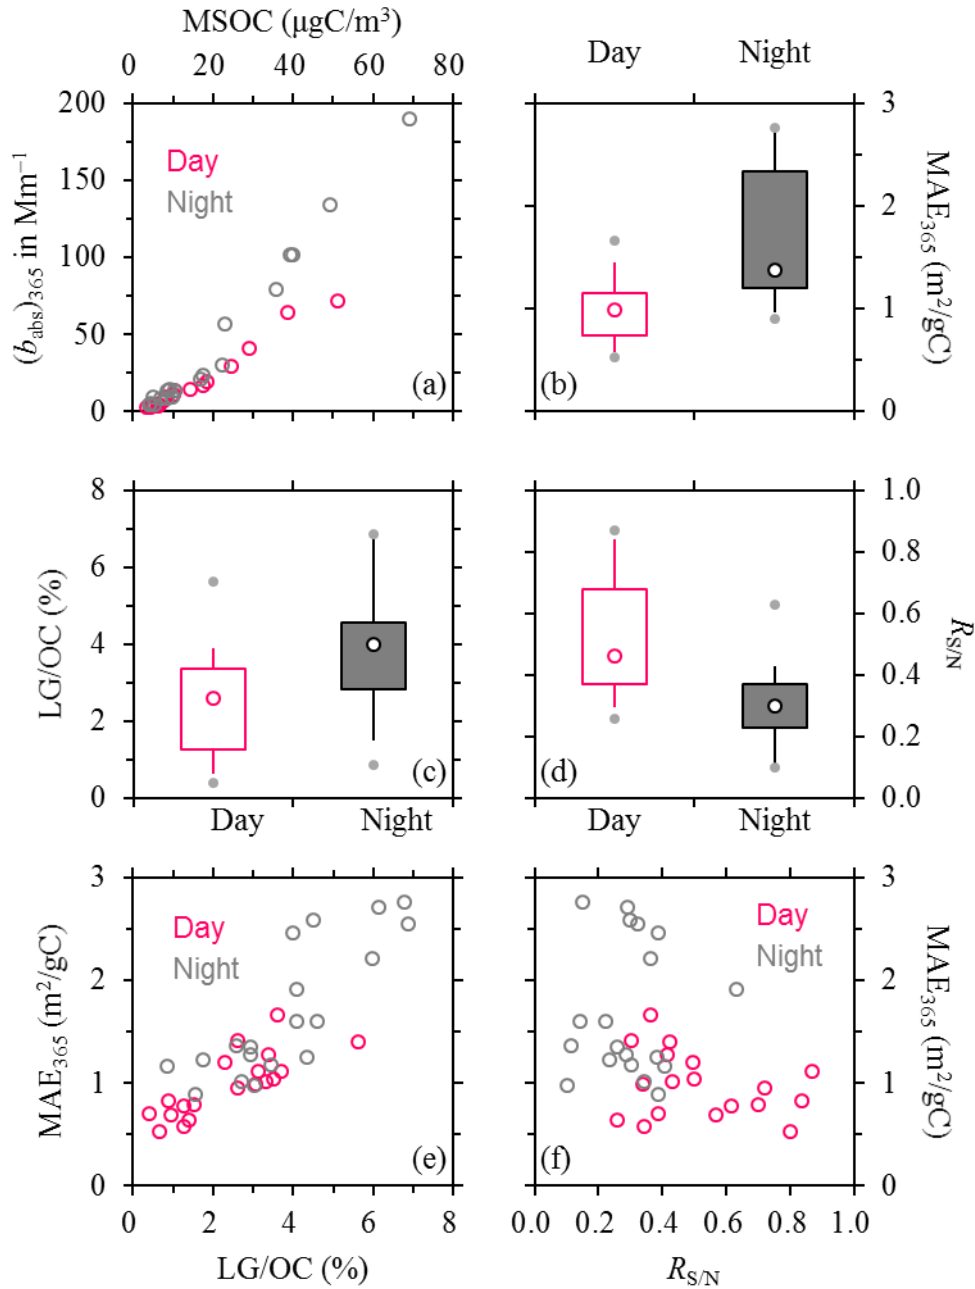 MSOC (μgC/m³)
0 20 40 60 80
Day Night
200
150
100
50
0
(b_abs)_365 in Mm⁻¹
Day
Night
(a)
3
2
1
0
MAE_365 (m²/gC)
(b)
8
6
4
2
0
LG/OC (%)
(c)
Day Night
1.0
0.8
0.6
0.4
0.2
0.0
R_S/N
(d)
Day Night
3
2
1
0
MAE_365 (m²/gC)
Day
Night
(e)
0 2 4 6 8
LG/OC (%)
3
2
1
0
MAE_365 (m²/gC)
Day
Night
(f)
0.0 0.2 0.4 0.6 0.8 1.0
R_S/N